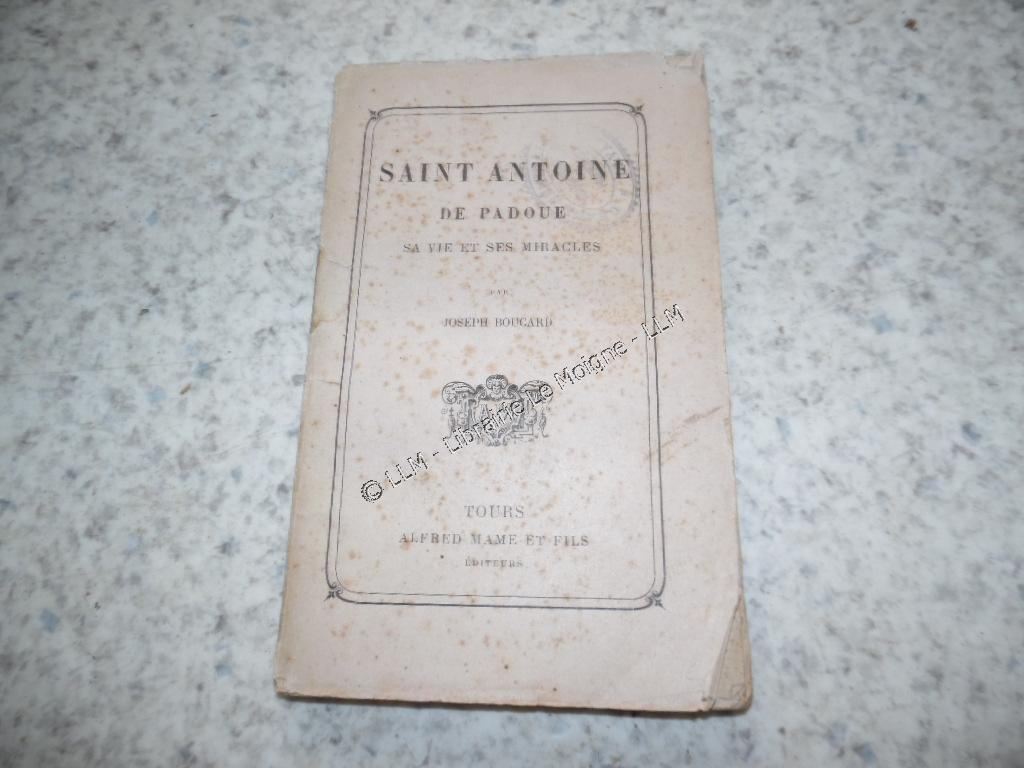 SAINT ANTOINE
DE PADOUE
SA VIE ET SES MIRACLES
PAR
JOSEPH BOUCARD
© LLM - Librairie Le Moigne - LLM
TOURS
ALFRED MAME ET FILS
ÉDITEURS